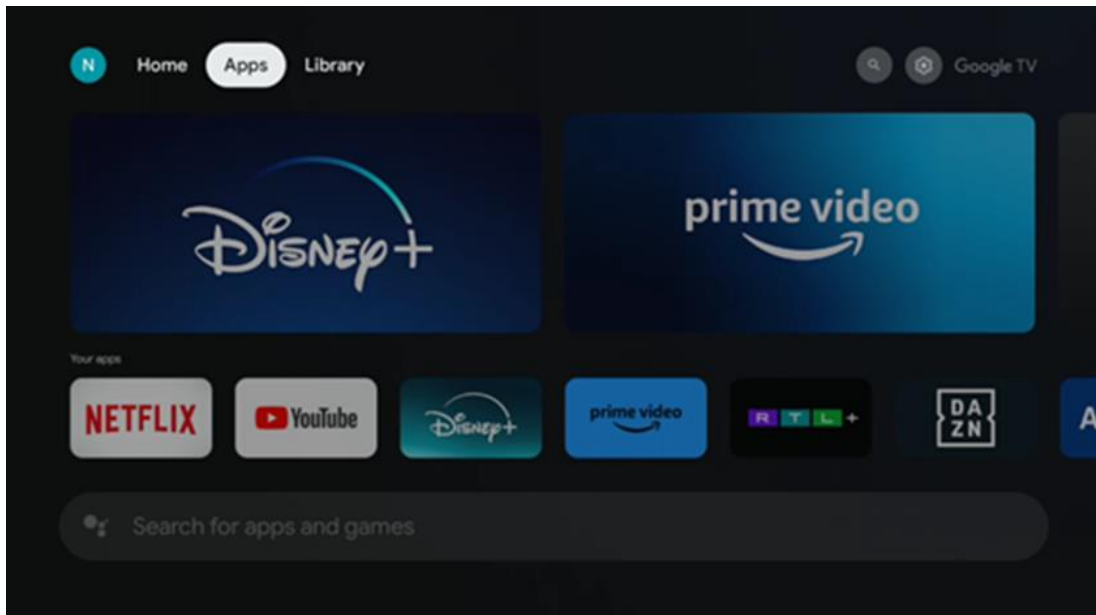 N Home Apps Library Google TV
Disney+ prime video
Your apps
NETFLIX YouTube Disney+ prime video RTL+ DAZN A
Search for apps and games